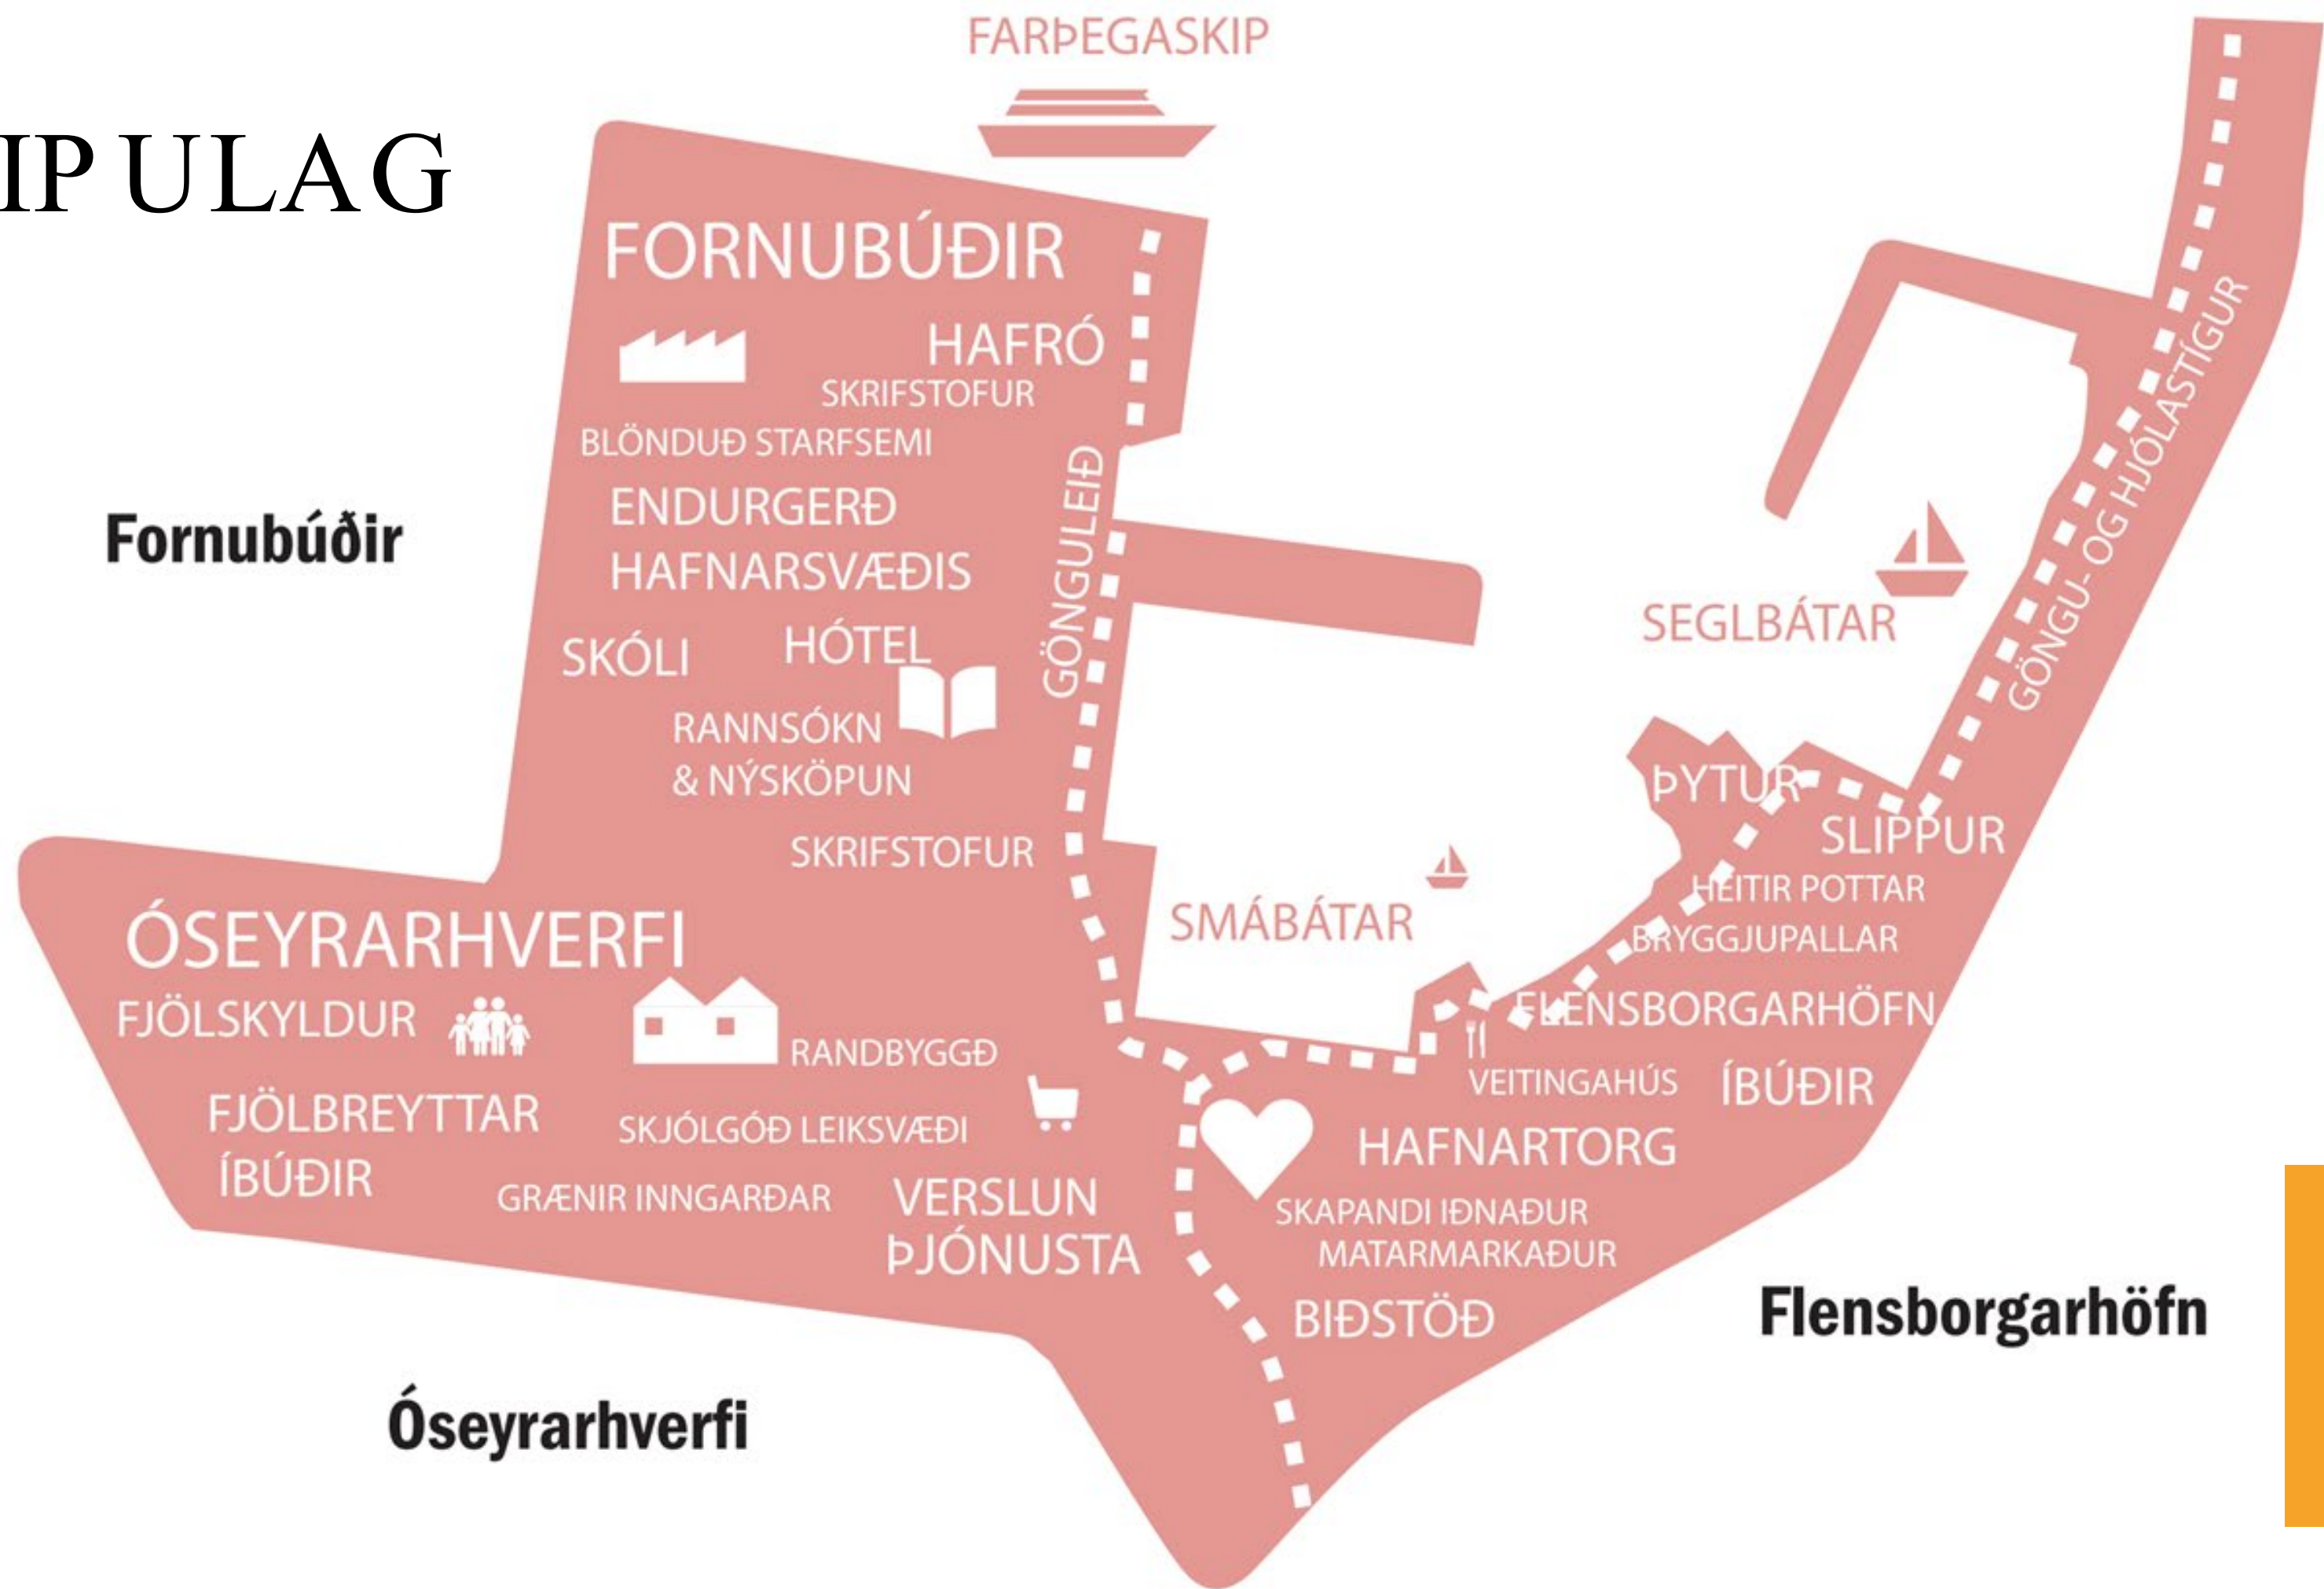 FARÞEGASKIP
IPULAG
FORNUBÚÐIR
HAFRÓ
SKRIFSTOFUR
BLÖNDUÐ STARFSEMI
ENDURGERÐ
HAFNARSVÆÐIS
SKÓLI
HÓTEL
RANNSÓKN
& NÝSKÖPUN
SKRIFSTOFUR
GÖNGULEIÐ
Fornubúðir
ÓSEYRARHVERFI
FJÖLSKYLDUR
RANDBYGGÐ
FJÖLBREYTTAR
ÍBÚÐIR
SKJÓLGÓÐ LEIKSVÆÐI
GRÆNIR INNGARÐAR
VERSLUN
ÞJÓNUSTA
Óseyrarhverfi
SMÁBÁTAR
SEGLBÁTAR
GÖNGU- OG HJÓLASTÍGUR
ÞYTUR
SLIPPUR
HEITIR POTTAR
BRYGGJUPALLAR
FLENSBORGARHÖFN
VEITINGAHÚS
ÍBÚÐIR
HAFNARTORG
SKAPANDI IÐNAÐUR
MATARMARKAÐUR
BIÐSTÖÐ
Flensborgarhöfn